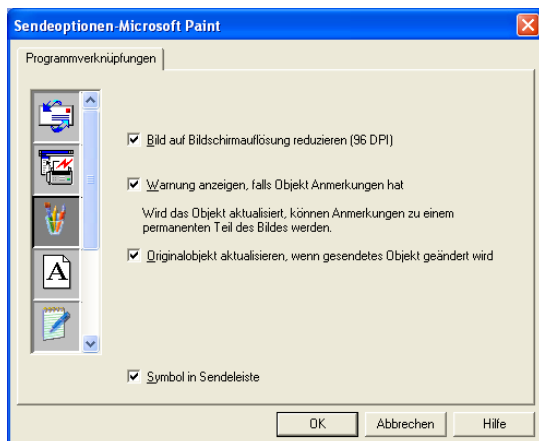 Sendeoptionen-Microsoft Paint
Programmverknüpfungen
Bild auf Bildschirmauflösung reduzieren (96 DPI)
Warnung anzeigen, falls Objekt Anmerkungen hat
Wird das Objekt aktualisiert, können Anmerkungen zu einem
permanenten Teil des Bildes werden.
Originalobjekt aktualisieren, wenn gesendetes Objekt geändert wird
A
Symbol in Sendeleiste
OK Abbrechen Hilfe